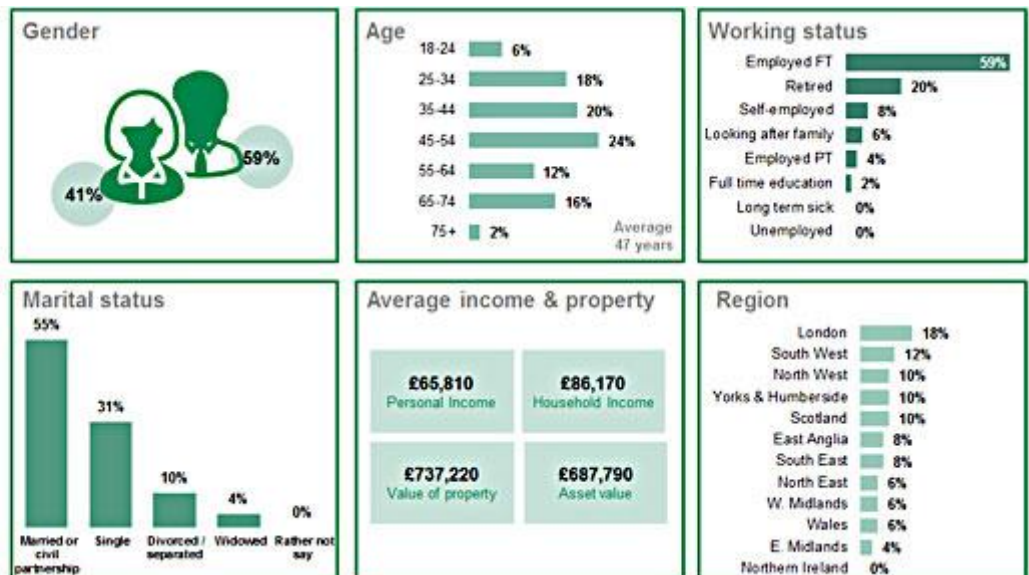 Gender
41%
59%
Age
18-24 6%
25-34 18%
35-44 20%
45-54 24%
55-64 12%
65-74 16%
75+ 2%
Average
47 years
Working status
Employed FT 59%
Retired 20%
Self-employed 8%
Looking after family 6%
Employed PT 4%
Full time education 2%
Long term sick 0%
Unemployed 0%
Marital status
55%
31%
10%
4%
0%
Married or
civil
partnership
Single
Divorced /
separated
Widowed
Rather not
say
Average income & property
£65,810
Personal Income
£86,170
Household Income
£737,220
Value of property
£687,790
Asset value
Region
London 18%
South West 12%
North West 10%
Yorks & Humberside 10%
Scotland 10%
East Anglia 8%
South East 8%
North East 6%
W. Midlands 6%
Wales 6%
E. Midlands 4%
Northern Ireland 0%